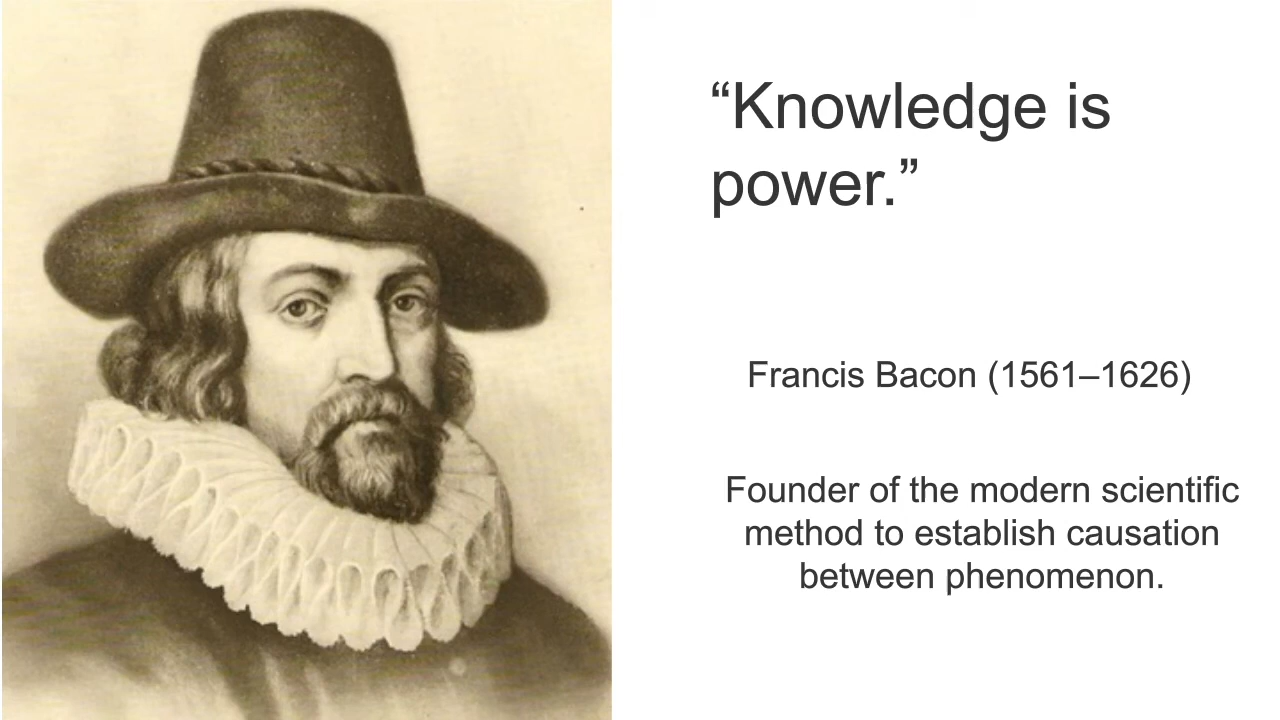 “Knowledge is
power.”
Francis Bacon (1561–1626)
Founder of the modern scientific
method to establish causation
between phenomenon.